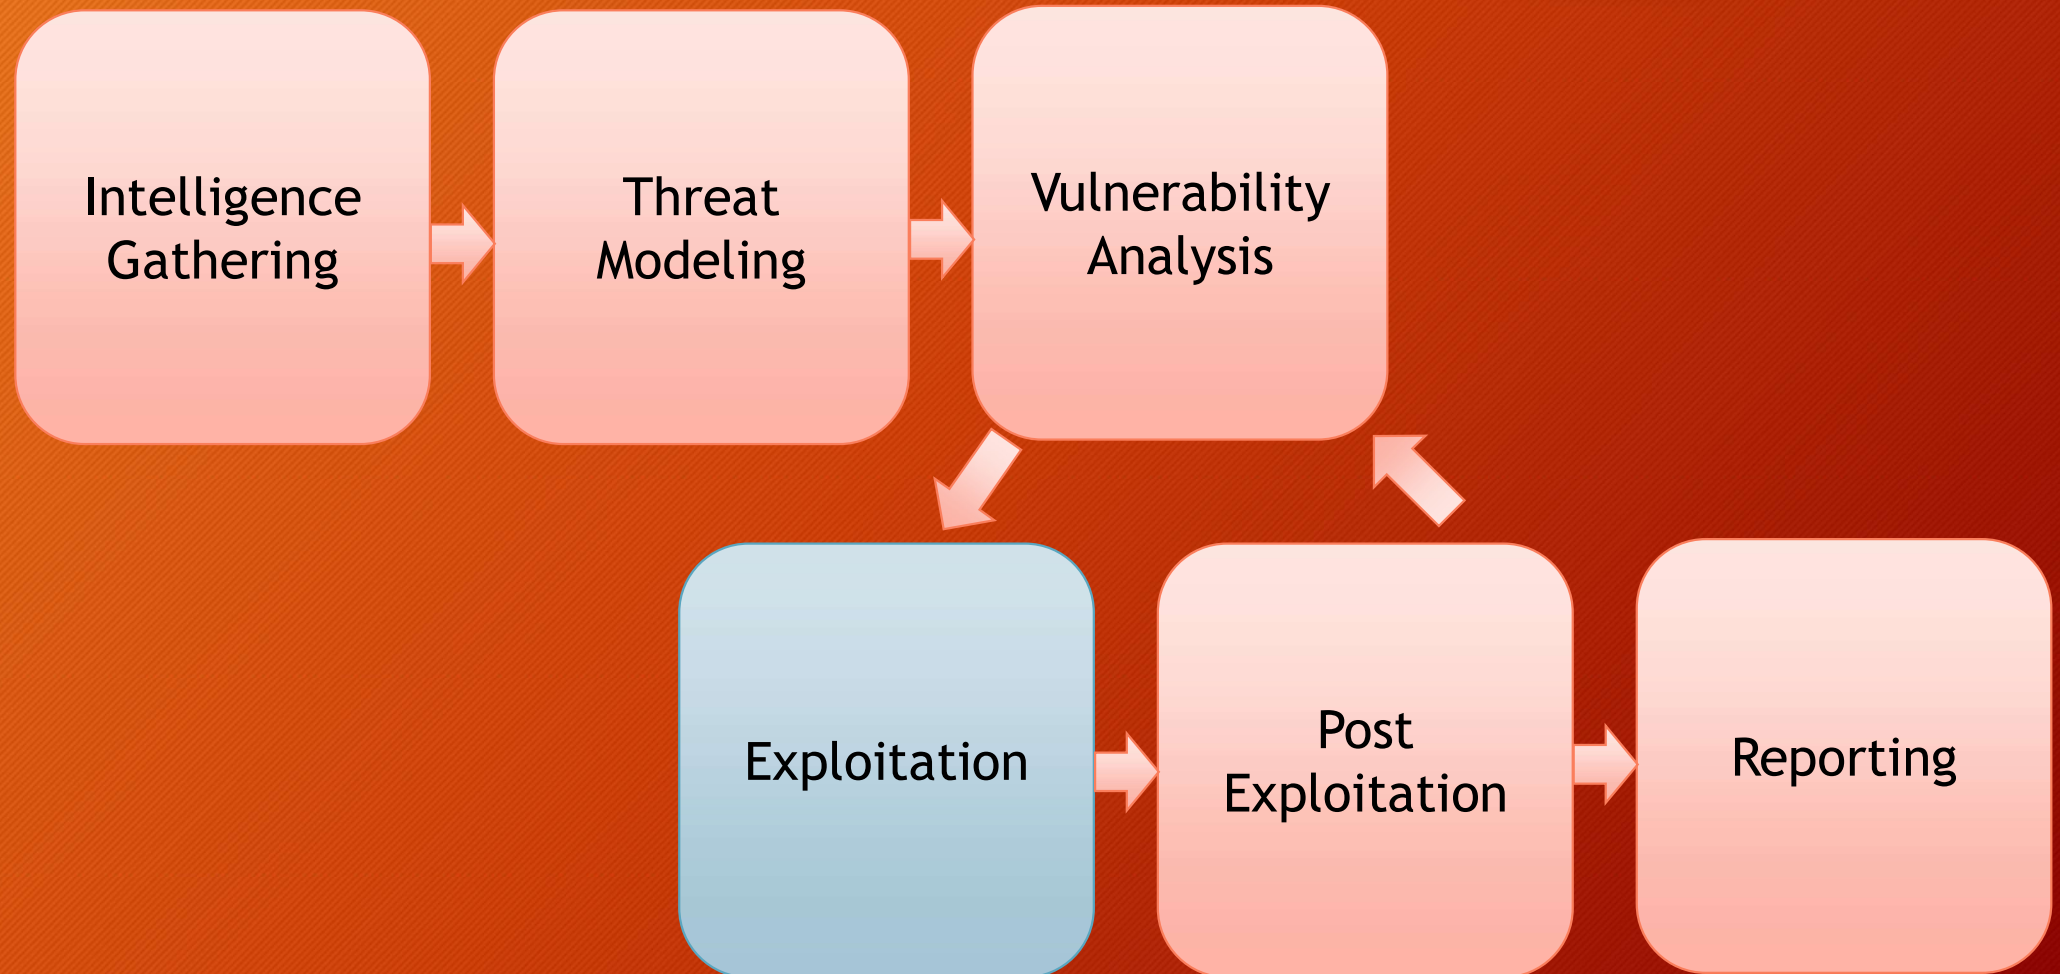 Intelligence
Gathering
Threat
Modeling
Vulnerability
Analysis
Exploitation
Post
Exploitation
Reporting